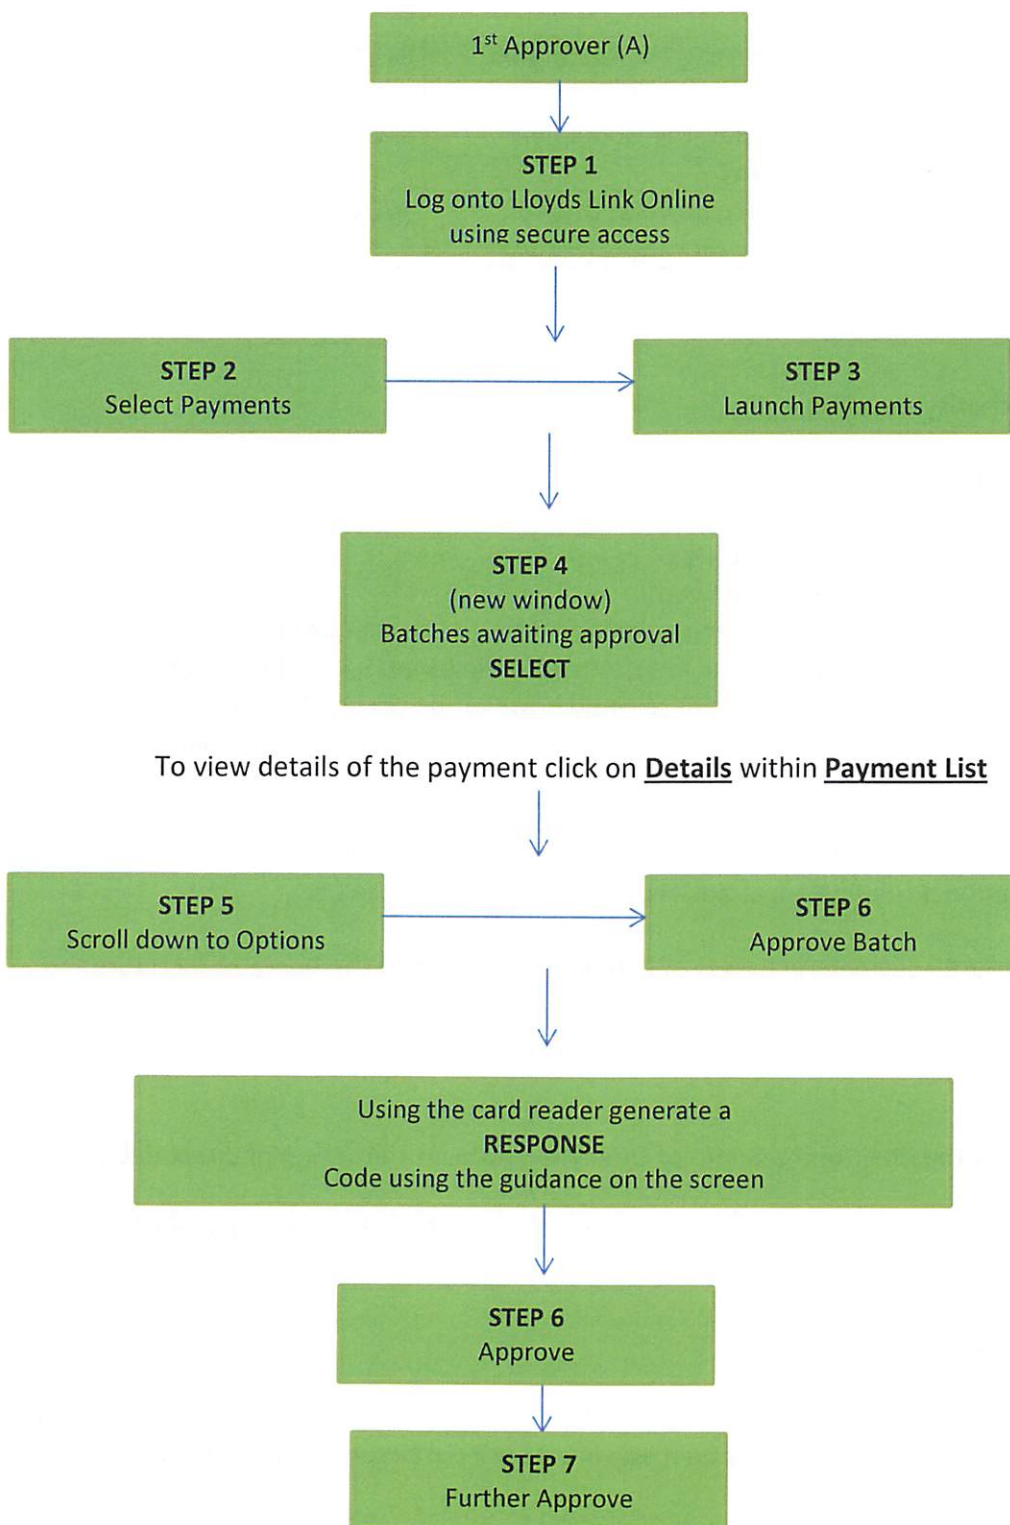 1st Approver (A)
STEP 1
Log onto Lloyds Link Online
using secure access
STEP 2
Select Payments
STEP 3
Launch Payments
STEP 4
(new window)
Batches awaiting approval
SELECT
To view details of the payment click on Details within Payment List
STEP 5
Scroll down to Options
STEP 6
Approve Batch
Using the card reader generate a
RESPONSE
Code using the guidance on the screen
STEP 6
Approve
STEP 7
Further Approve